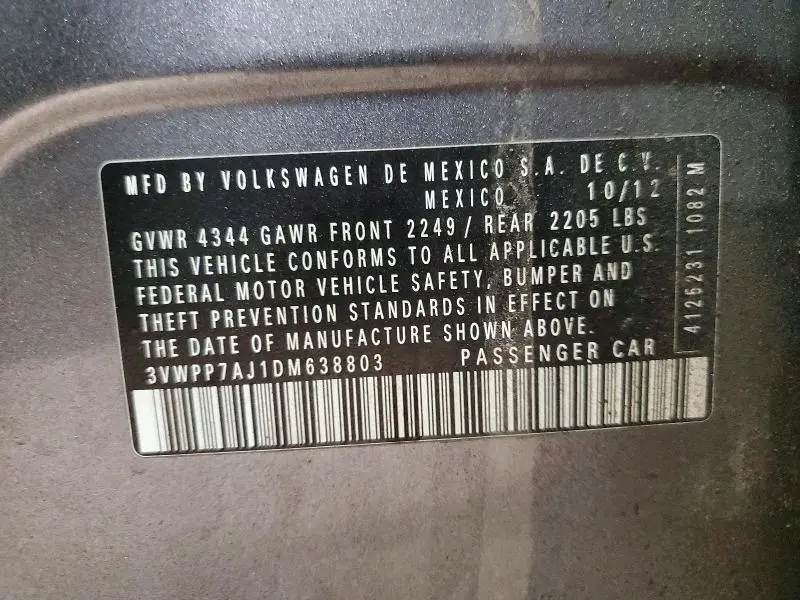 MFD BY VOLKSWAGEN DE MEXICO S.A. DE C.V.
MEXICO 10/12
GVWR 4344 GAWR FRONT 2249 / REAR 2205 LBS
THIS VEHICLE CONFORMS TO ALL APPLICABLE U.S.
FEDERAL MOTOR VEHICLE SAFETY, BUMPER AND
THEFT PREVENTION STANDARDS IN EFFECT ON
THE DATE OF MANUFACTURE SHOWN ABOVE.
3VWPP7AJ1DM638803 PASSENGER CAR
4125231 1082 M